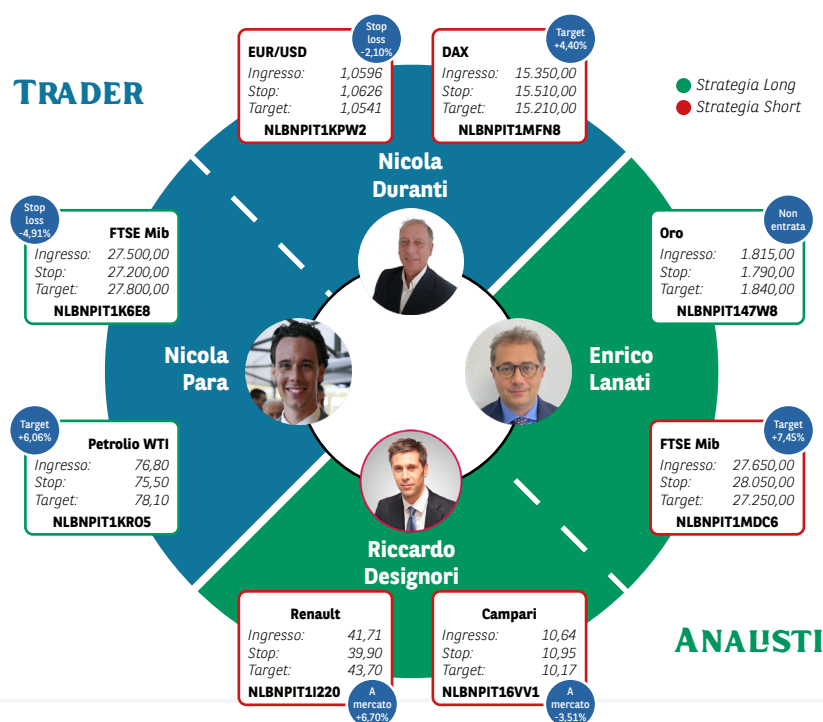 TRADER
EUR/USD
Ingresso: 1,0596
Stop: 1,0626
Target: 1,0541
NLBNPIT1KPW2
Stop
loss
-2,10%
DAX
Ingresso: 15.350,00
Stop: 15.510,00
Target: 15.210,00
NLBNPIT1MFN8
Target
+4,40%
Strategia Long
Strategia Short
Nicola
Duranti
Stop
loss
-4,91%
FTSE Mib
Ingresso: 27.500,00
Stop: 27.200,00
Target: 27.800,00
NLBNPIT1K6E8
Non
entrata
Oro
Ingresso: 1.815,00
Stop: 1.790,00
Target: 1.840,00
NLBNPIT147W8
Nicola
Para
Enrico
Lanati
Target
+6,06%
Petrolio WTI
Ingresso: 76,80
Stop: 75,50
Target: 78,10
NLBNPIT1KRO5
Target
+7,45%
FTSE Mib
Ingresso: 27.650,00
Stop: 28.050,00
Target: 27.250,00
NLBNPIT1MDC6
Riccardo
Designori
Renault
Ingresso: 41,71
Stop: 39,90
Target: 43,70
NLBNPIT1I220
A
mercato
+6,70%
Campari
Ingresso: 10,64
Stop: 10,95
Target: 10,17
NLBNPIT16VV1
A
mercato
-3,51%
ANALISTI